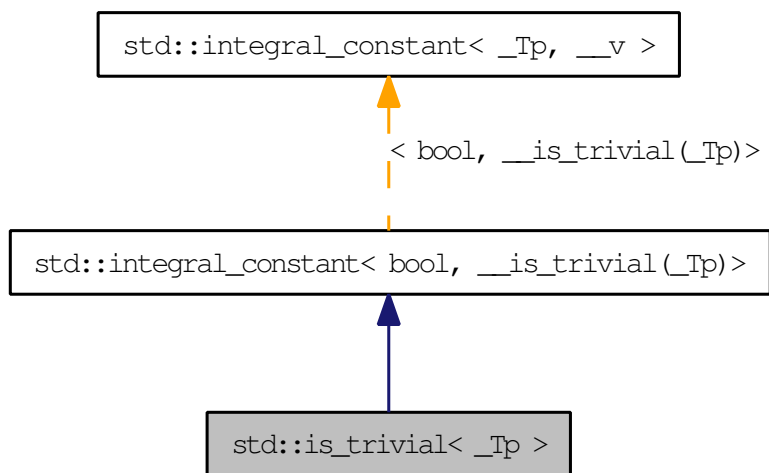 std::integral_constant< _Tp, __v >
< bool, __is_trivial(_Tp)>
std::integral_constant< bool, __is_trivial(_Tp)>
std::is_trivial< _Tp >